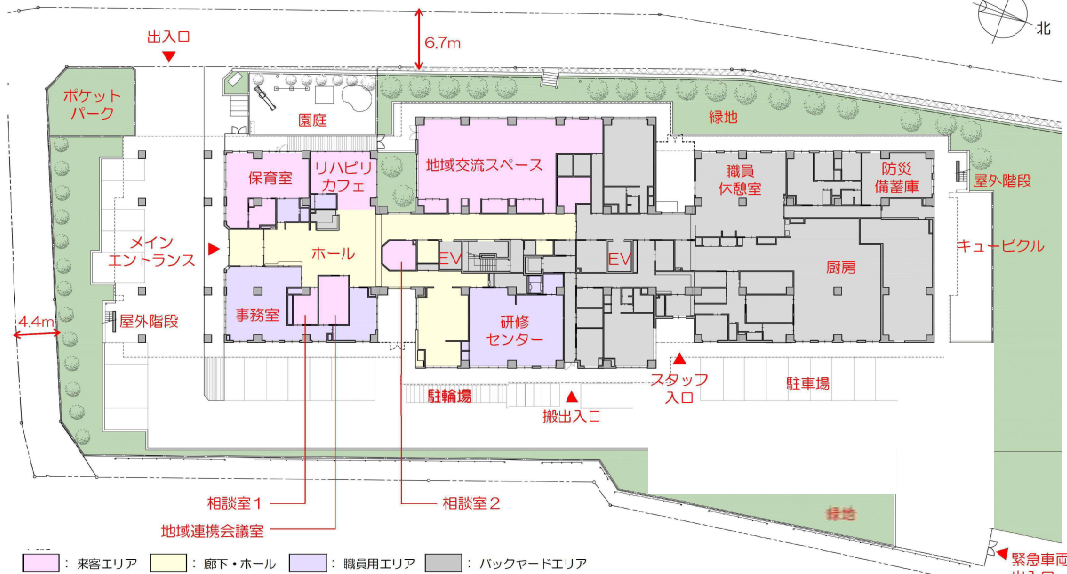 北
出入口
6.7m
ポケット
パーク
園庭
緑地
地域交流スペース
保育室
リハビリ
カフェ
職員
休憩室
防災
備蓄庫
屋外階段
メイン
エントランス
ホール
EV
EV
厨房
キュービクル
4.4m
屋外階段
事務室
研修
センター
駐輪場
搬出入口
スタッフ
入口
駐車場
相談室1
相談室2
地域連携会議室
緑地
緊急車両
：来客エリア
：廊下・ホール
：職員用エリア
：バックヤードエリア